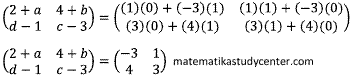 (2 + a 4 + b) = ((1)(0) + (−3)(1) (1)(1) + (−3)(0))
(d − 1 c − 3) (3)(0) + (4)(1) (3)(1) + (4)(0)
(2 + a 4 + b) = (−3 1) matematikastudycenter.com
(d − 1 c − 3) (4 3)